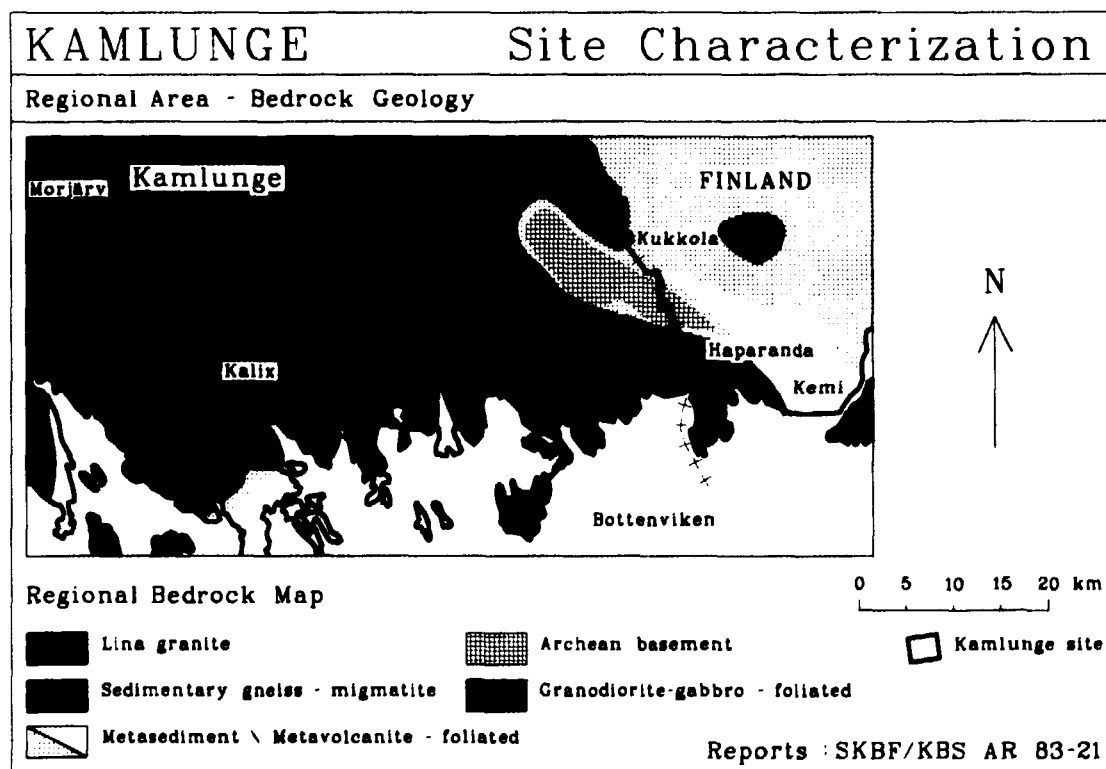 KAMLUNGE Site Characterization
Regional Area - Bedrock Geology
Morjärv
Kamlunge
FINLAND
Kukkola
Haparanda
Kalix
Kemi
N
Bottenviken
Regional Bedrock Map
0 5 10 15 20 km
Lina granite
Archean basement
Kamlunge site
Sedimentary gneiss - migmatite
Granodiorite-gabbro - foliated
Metasediment \ Metavolcanite - foliated
Reports : SKBF/KBS AR 83-21